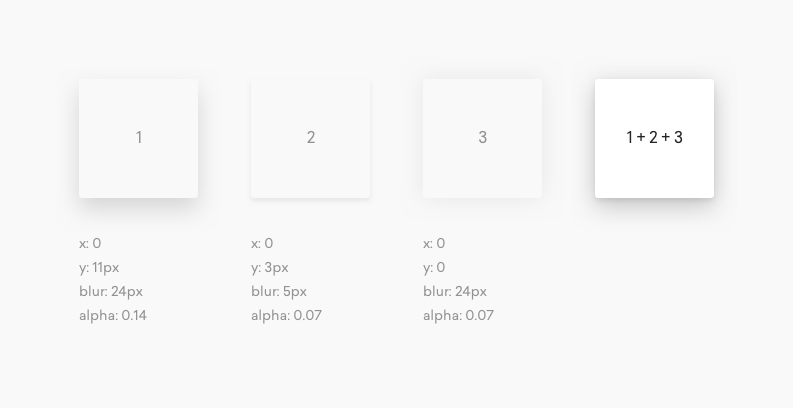 1
2
3
1 + 2 + 3
x: 0
y: 11px
blur: 24px
alpha: 0.14
x: 0
y: 3px
blur: 5px
alpha: 0.07
x: 0
y: 0
blur: 24px
alpha: 0.07